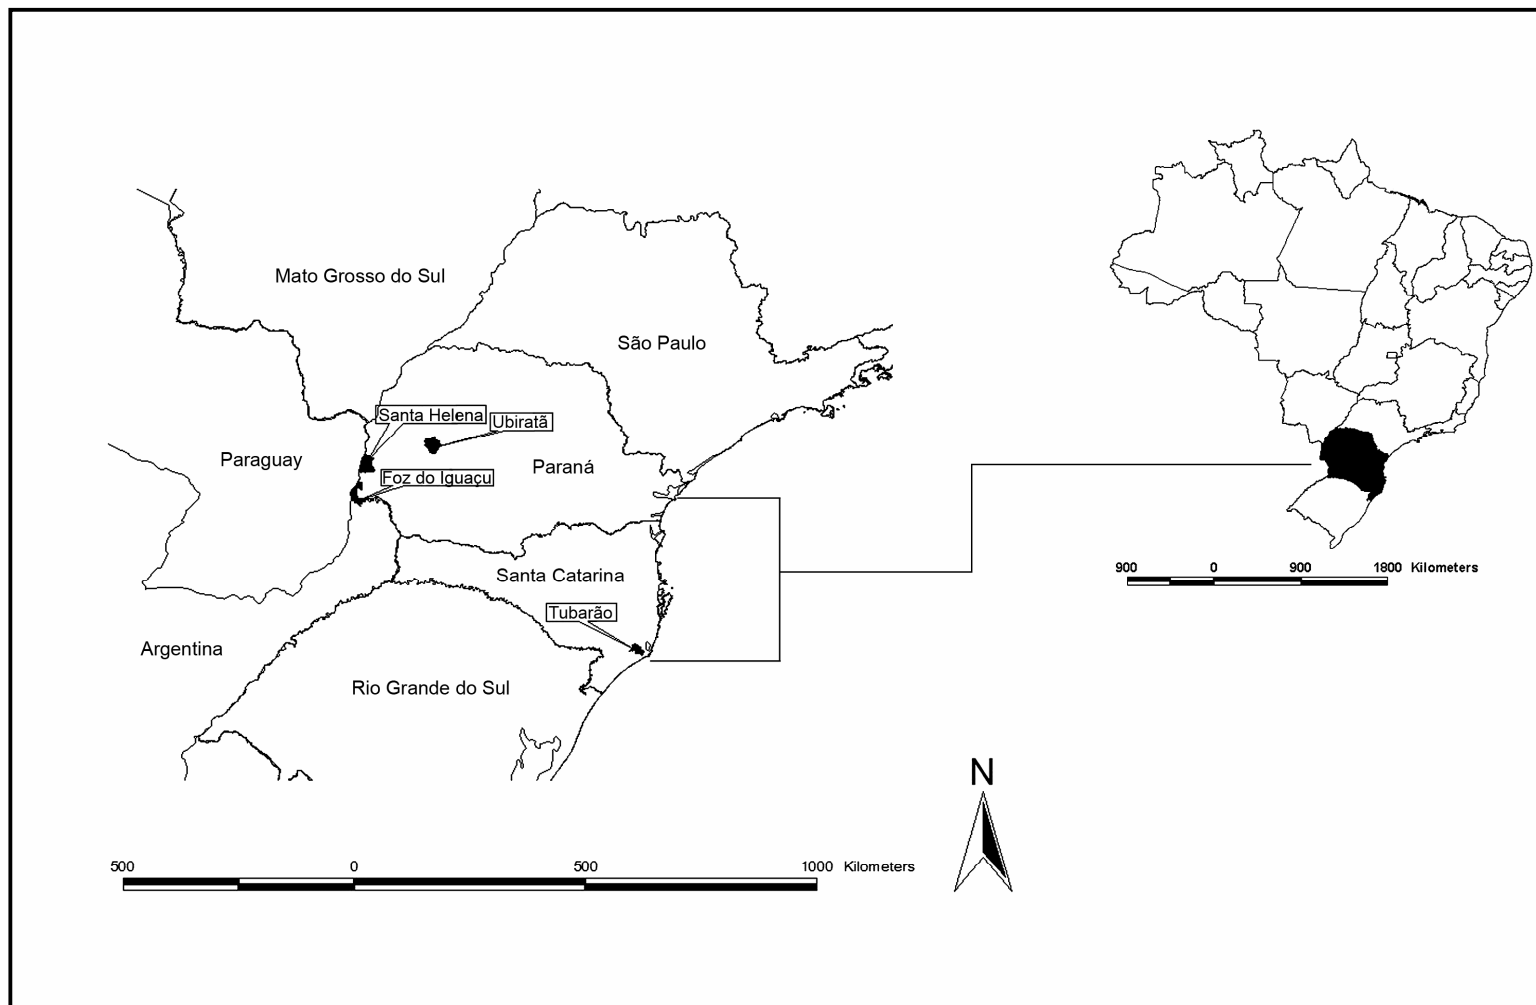 Mato Grosso do Sul
São Paulo
Santa Helena
Ubiratã
Paraguay
Paraná
Foz do Iguaçu
Santa Catarina
Tubarão
Argentina
Rio Grande do Sul
900 0 900 1800 Kilometers
N
500 0 500 1000 Kilometers